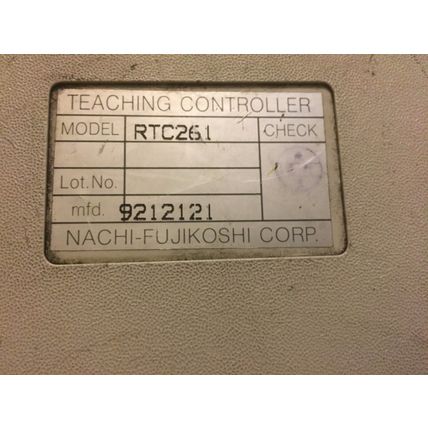 TEACHING CONTROLLER
MODEL RTC261 CHECK
Lot.No.
mfd. 9212121
NACHI-FUJIKOSHI CORP.